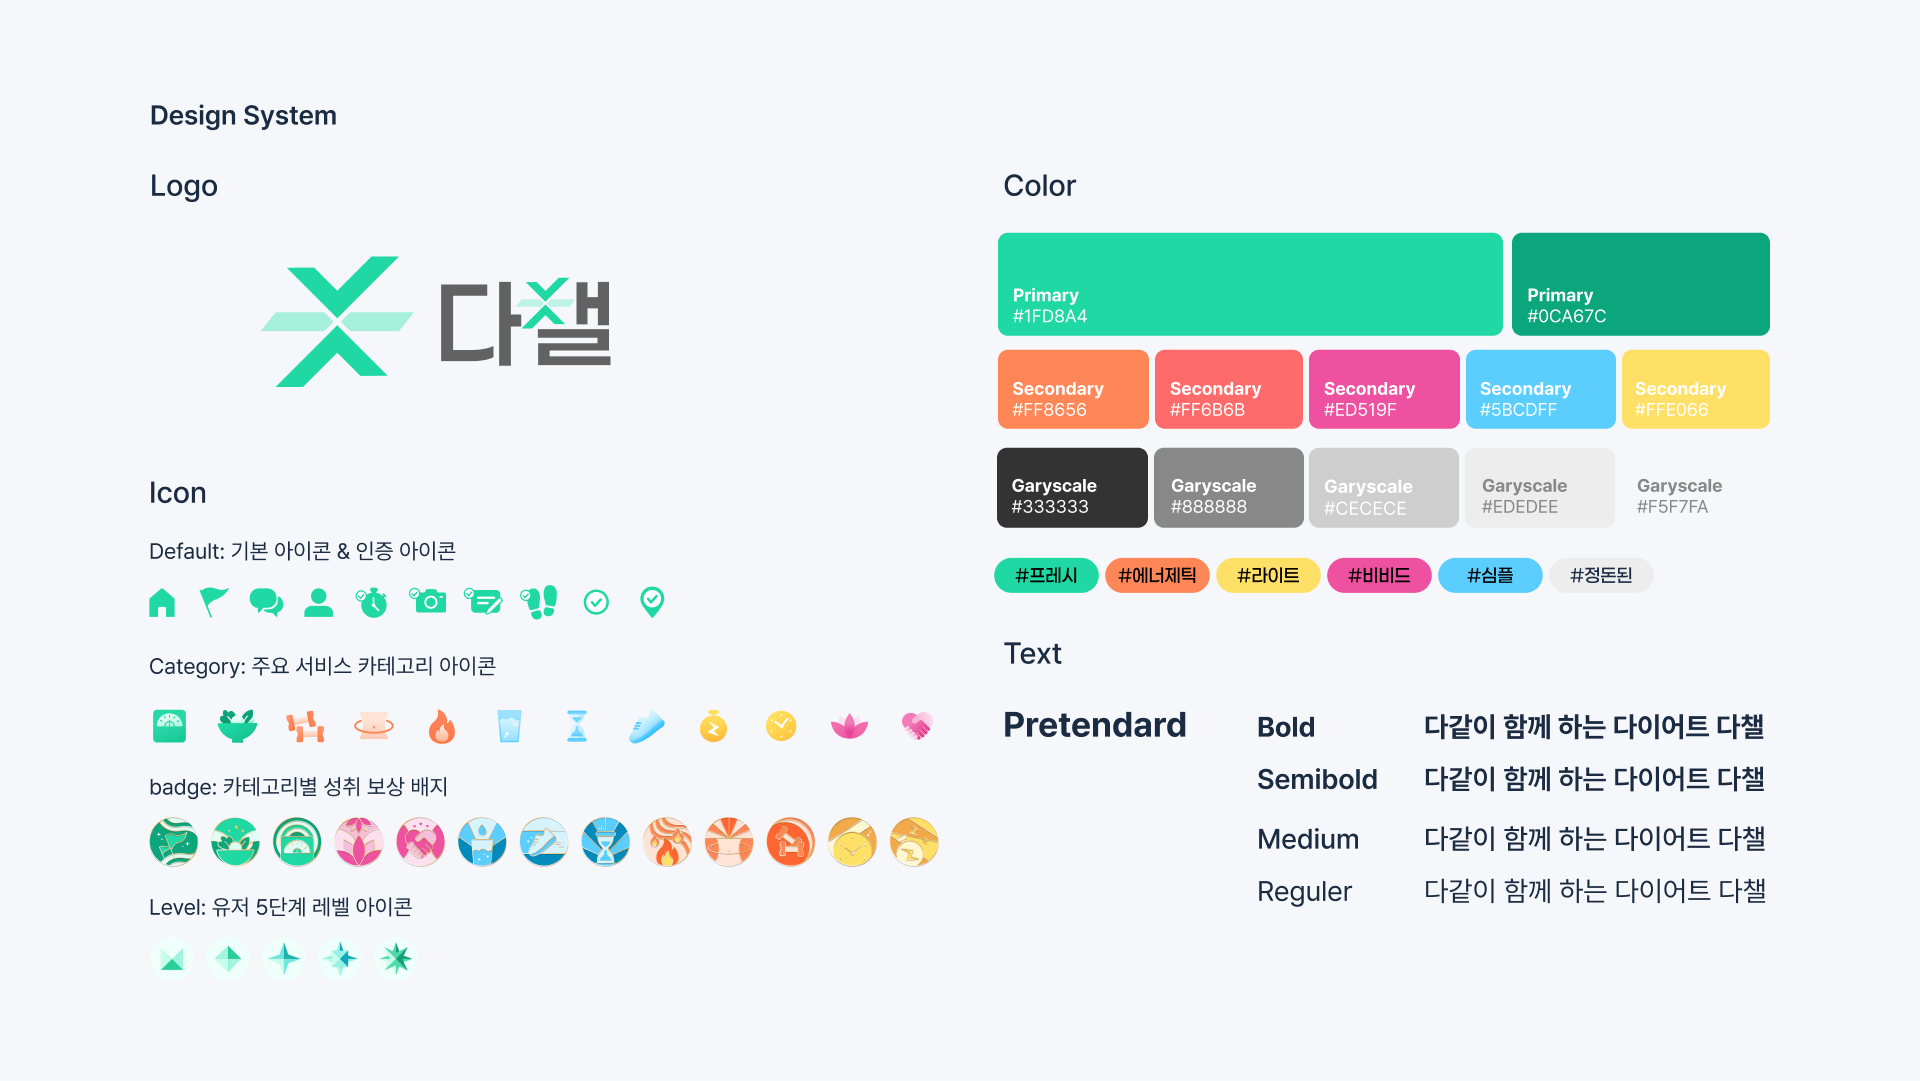 Design System
Logo
다챌
Icon
Default: 기본 아이콘 & 인증 아이콘
Category: 주요 서비스 카테고리 아이콘
badge: 카테고리별 성취 보상 배지
Level: 유저 5단계 레벨 아이콘
Color
Primary
#1FD8A4
Primary
#0CA67C
Secondary
#FF8656
Secondary
#FF6B6B
Secondary
#ED519F
Secondary
#5BCDFF
Secondary
#FFE066
Garyscale
#333333
Garyscale
#888888
Garyscale
#CECECE
Garyscale
#EDEDEE
Garyscale
#F5F7FA
#프레시
#에너제틱
#라이트
#비비드
#심플
#정돈된
Text
Pretendard
Bold 다같이 함께 하는 다이어트 다챌
Semibold 다같이 함께 하는 다이어트 다챌
Medium 다같이 함께 하는 다이어트 다챌
Reguler 다같이 함께 하는 다이어트 다챌